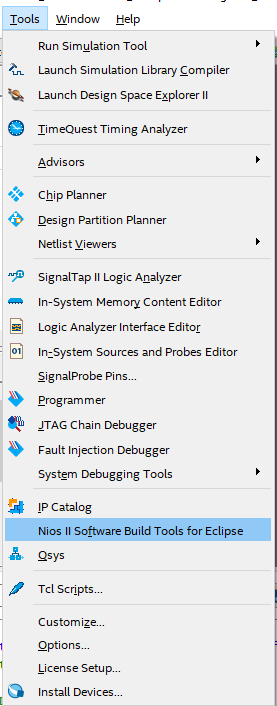 Tools Window Help
Run Simulation Tool
Launch Simulation Library Compiler
Launch Design Space Explorer II
TimeQuest Timing Analyzer
Advisors
Chip Planner
Design Partition Planner
Netlist Viewers
SignalTap II Logic Analyzer
In-System Memory Content Editor
Logic Analyzer Interface Editor
In-System Sources and Probes Editor
SignalProbe Pins...
Programmer
JTAG Chain Debugger
Fault Injection Debugger
System Debugging Tools
IP Catalog
Nios II Software Build Tools for Eclipse
Qsys
Tcl Scripts...
Customize...
Options...
License Setup...
Install Devices...